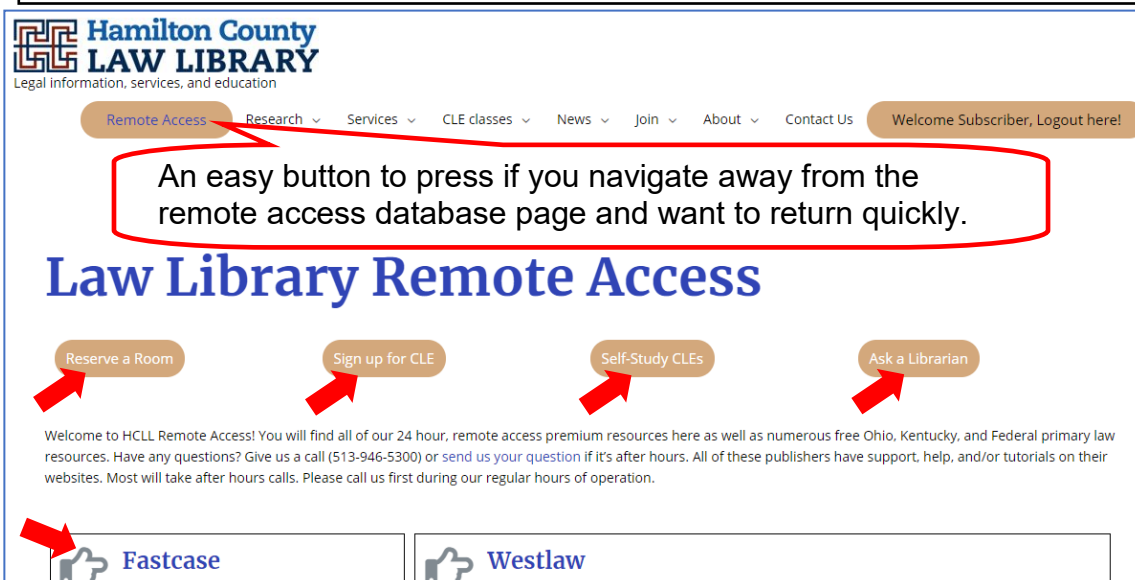 Hamilton County
LAW LIBRARY
Legal information, services, and education
Remote Access Research Services CLE classes News Join About Contact Us Welcome Subscriber, Logout here!
An easy button to press if you navigate away from the
remote access database page and want to return quickly.
Law Library Remote Access
Reserve a Room Sign up for CLE Self-Study CLEs Ask a Librarian
Welcome to HCLL Remote Access! You will find all of our 24 hour, remote access premium resources here as well as numerous free Ohio, Kentucky, and Federal primary law
resources. Have any questions? Give us a call (513-946-5300) or send us your question if it's after hours. All of these publishers have support, help, and/or tutorials on their
websites. Most will take after hours calls. Please call us first during our regular hours of operation.
Fastcase Westlaw